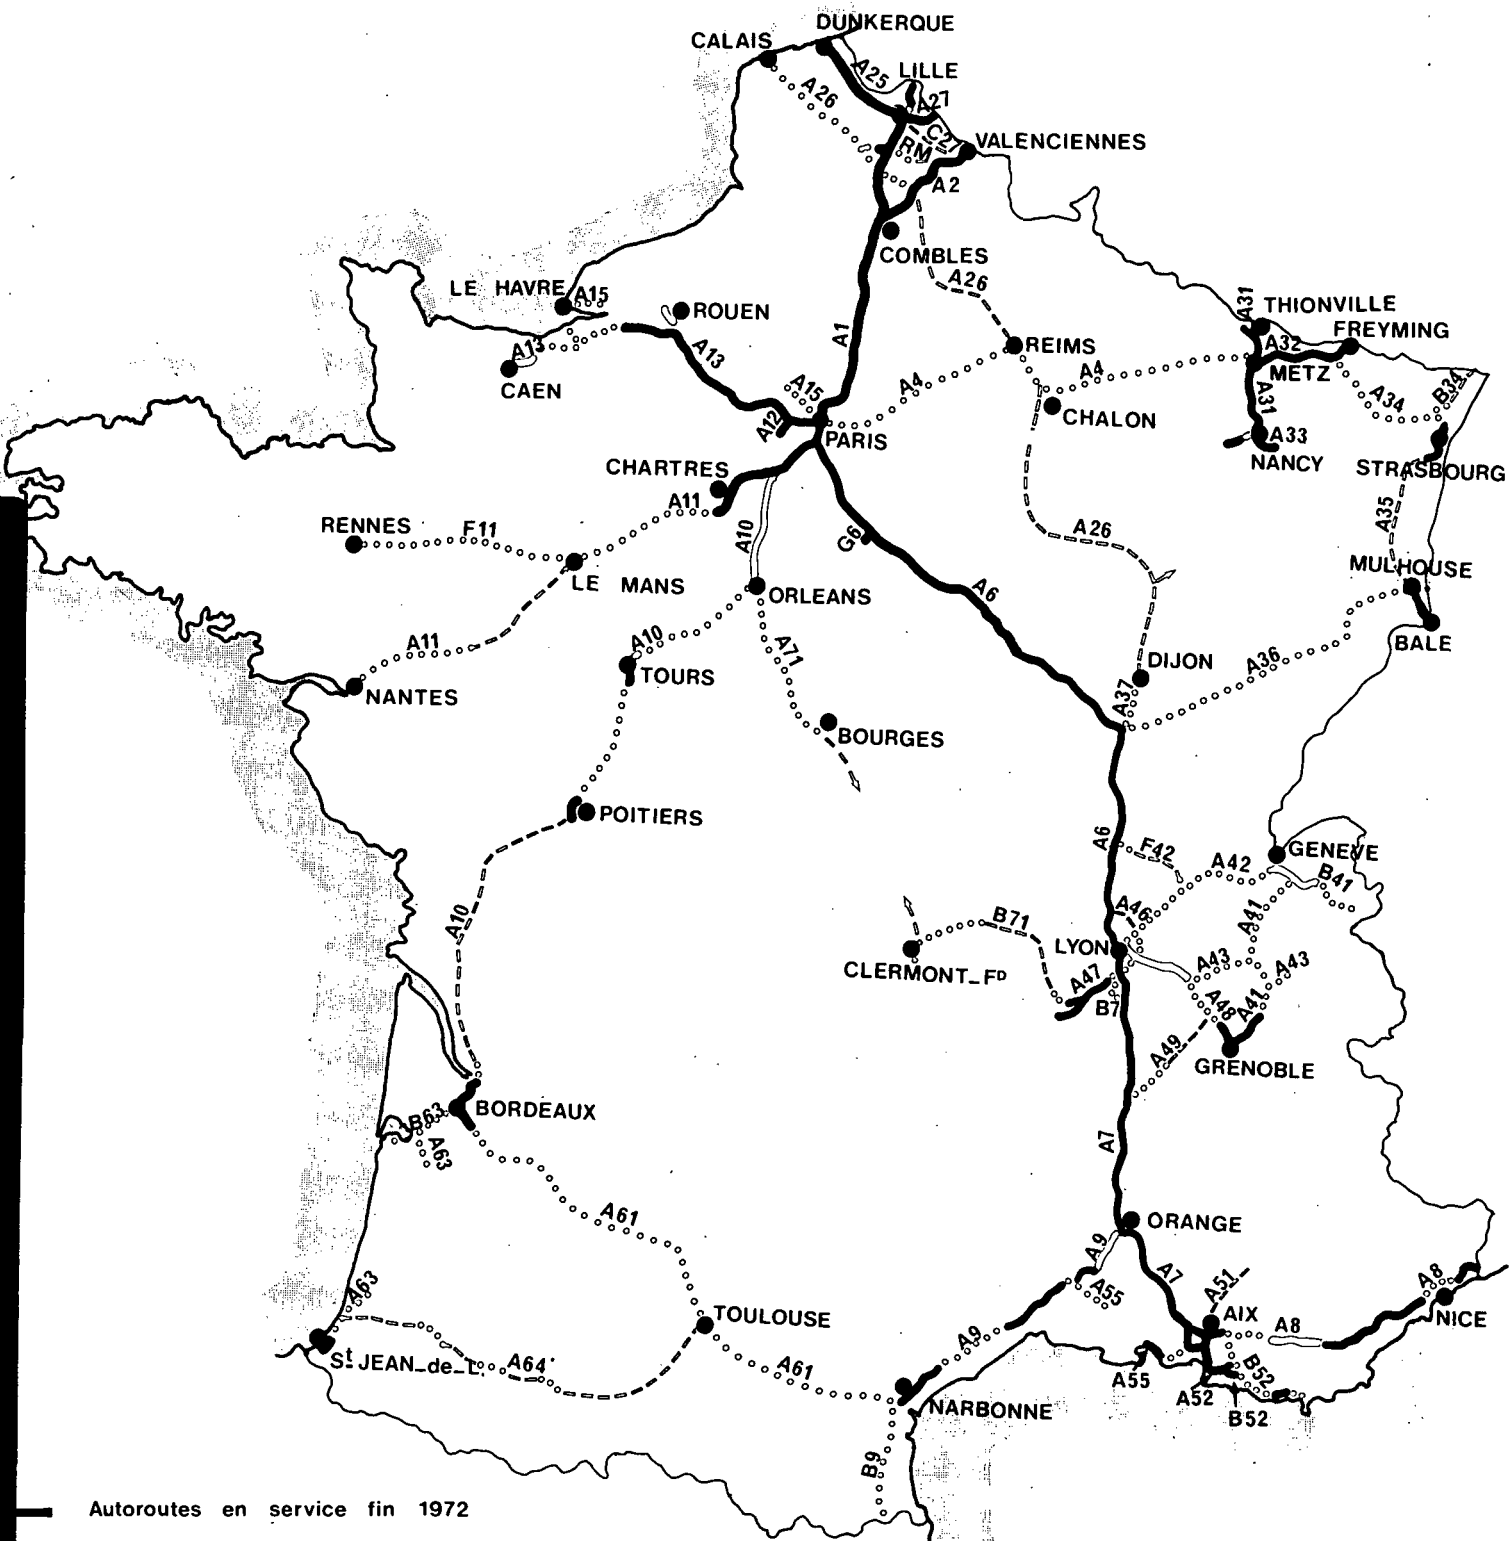 DUNKERQUE
CALAIS
A25
LILLE
A26
A27
C27
RM
VALENCIENNES
A2
COMBLES
A26
LE HAVRE
A15
ROUEN
A31
THIONVILLE
FREYMING
A13
A13
CAEN
A1
REIMS
A32
METZ
A4
A4
A15
A12
PARIS
CHALON
A31
A34
B34
A33
NANCY
STRASBOURG
CHARTRES
A11
RENNES
F11
A10
G6
A26
A35
LE MANS
ORLEANS
A6
MULHOUSE
BALE
A11
A10
A71
TOURS
NANTES
DIJON
A36
A37
BOURGES
POITIERS
A6
F42
A42
GENEVE
B41
A10
A46
A41
B71
LYON
CLERMONT_FD
A47
B7
A43
A43
A48
A41
A49
GRENOBLE
B63
BORDEAUX
A63
A7
A61
ORANGE
A9
A7
A63
A55
A51
A8
TOULOUSE
AIX
A8
NICE
St JEAN_de_L.
A64
A61
A9
A55
A52
B52
B52
NARBONNE
B9
Autoroutes en service fin 1972